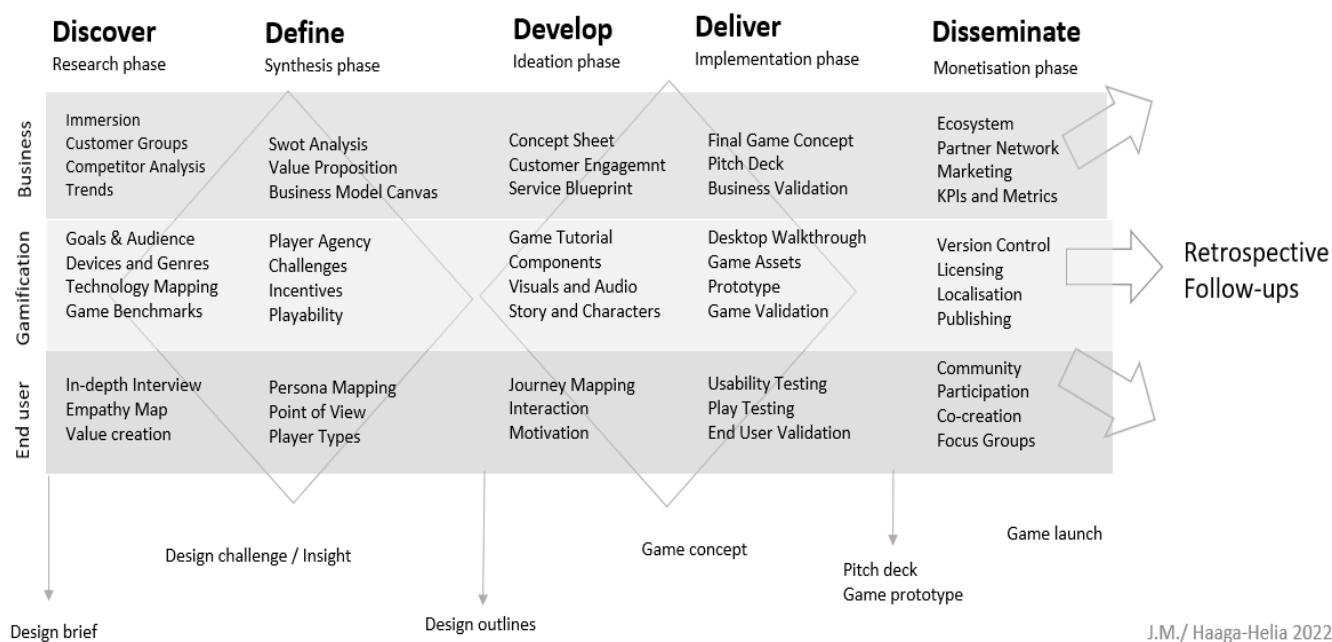 Discover
Research phase
Define
Synthesis phase
Develop
Ideation phase
Deliver
Implementation phase
Disseminate
Monetisation phase
Business
Immersion
Customer Groups
Competitor Analysis
Trends
Swot Analysis
Value Proposition
Business Model Canvas
Concept Sheet
Customer Engagemnt
Service Blueprint
Final Game Concept
Pitch Deck
Business Validation
Ecosystem
Partner Network
Marketing
KPIs and Metrics
Gamification
Goals & Audience
Devices and Genres
Technology Mapping
Game Benchmarks
Player Agency
Challenges
Incentives
Playability
Game Tutorial
Components
Visuals and Audio
Story and Characters
Desktop Walkthrough
Game Assets
Prototype
Game Validation
Version Control
Licensing
Localisation
Publishing
Retrospective
Follow-ups
End user
In-depth Interview
Empathy Map
Value creation
Persona Mapping
Point of View
Player Types
Journey Mapping
Interaction
Motivation
Usability Testing
Play Testing
End User Validation
Community
Participation
Co-creation
Focus Groups
Design brief
Design challenge / Insight
Design outlines
Game concept
Pitch deck
Game prototype
Game launch
J.M./ Haaga-Helia 2022